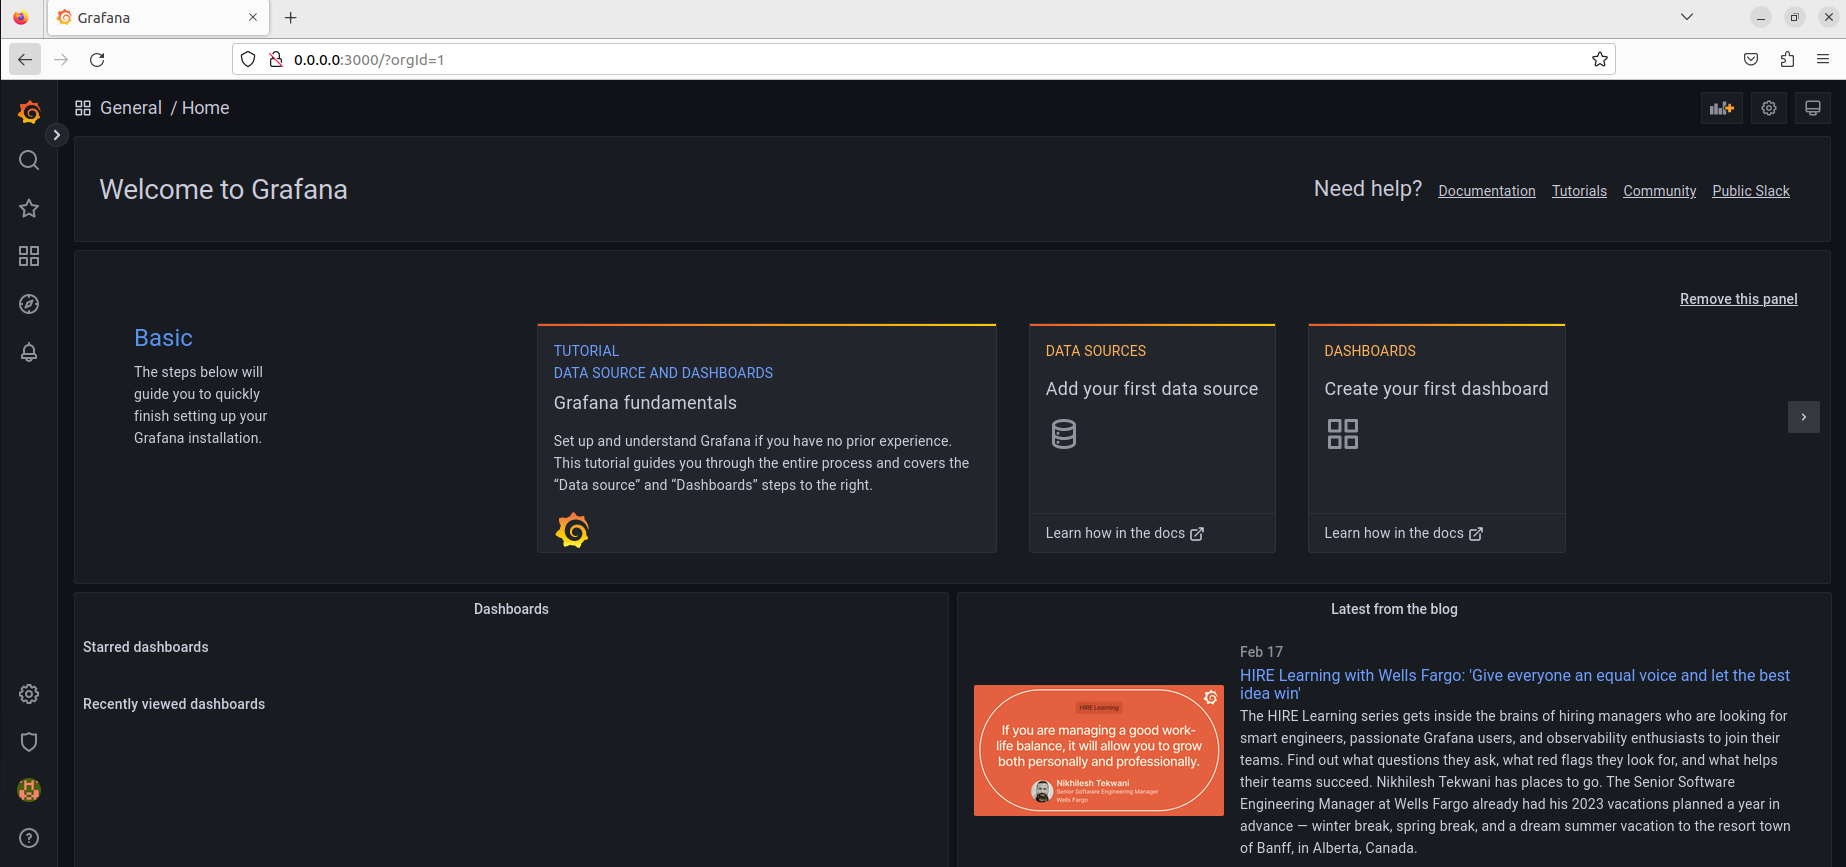 Grafana
0.0.0.0:3000/?orgId=1
General / Home
Welcome to Grafana
Need help? Documentation Tutorials Community Public Slack
Remove this panel
Basic
The steps below will
guide you to quickly
finish setting up your
Grafana installation.
TUTORIAL
DATA SOURCE AND DASHBOARDS
Grafana fundamentals
Set up and understand Grafana if you have no prior experience.
This tutorial guides you through the entire process and covers the
“Data source” and “Dashboards” steps to the right.
DATA SOURCES
Add your first data source
Learn how in the docs
DASHBOARDS
Create your first dashboard
Learn how in the docs
Dashboards
Starred dashboards
Recently viewed dashboards
Latest from the blog
HIRE Learning
If you are managing a good work-
life balance, it will allow you to grow
both personally and professionally.
Nikhilesh Tekwani
Senior Software Engineering Manager
Wells Fargo
Feb 17
HIRE Learning with Wells Fargo: 'Give everyone an equal voice and let the best
idea win'
The HIRE Learning series gets inside the brains of hiring managers who are looking for
smart engineers, passionate Grafana users, and observability enthusiasts to join their
teams. Find out what questions they ask, what red flags they look for, and what helps
their teams succeed. Nikhilesh Tekwani has places to go. The Senior Software
Engineering Manager at Wells Fargo already had his 2023 vacations planned a year in
advance — winter break, spring break, and a dream summer vacation to the resort town
of Banff, in Alberta, Canada.